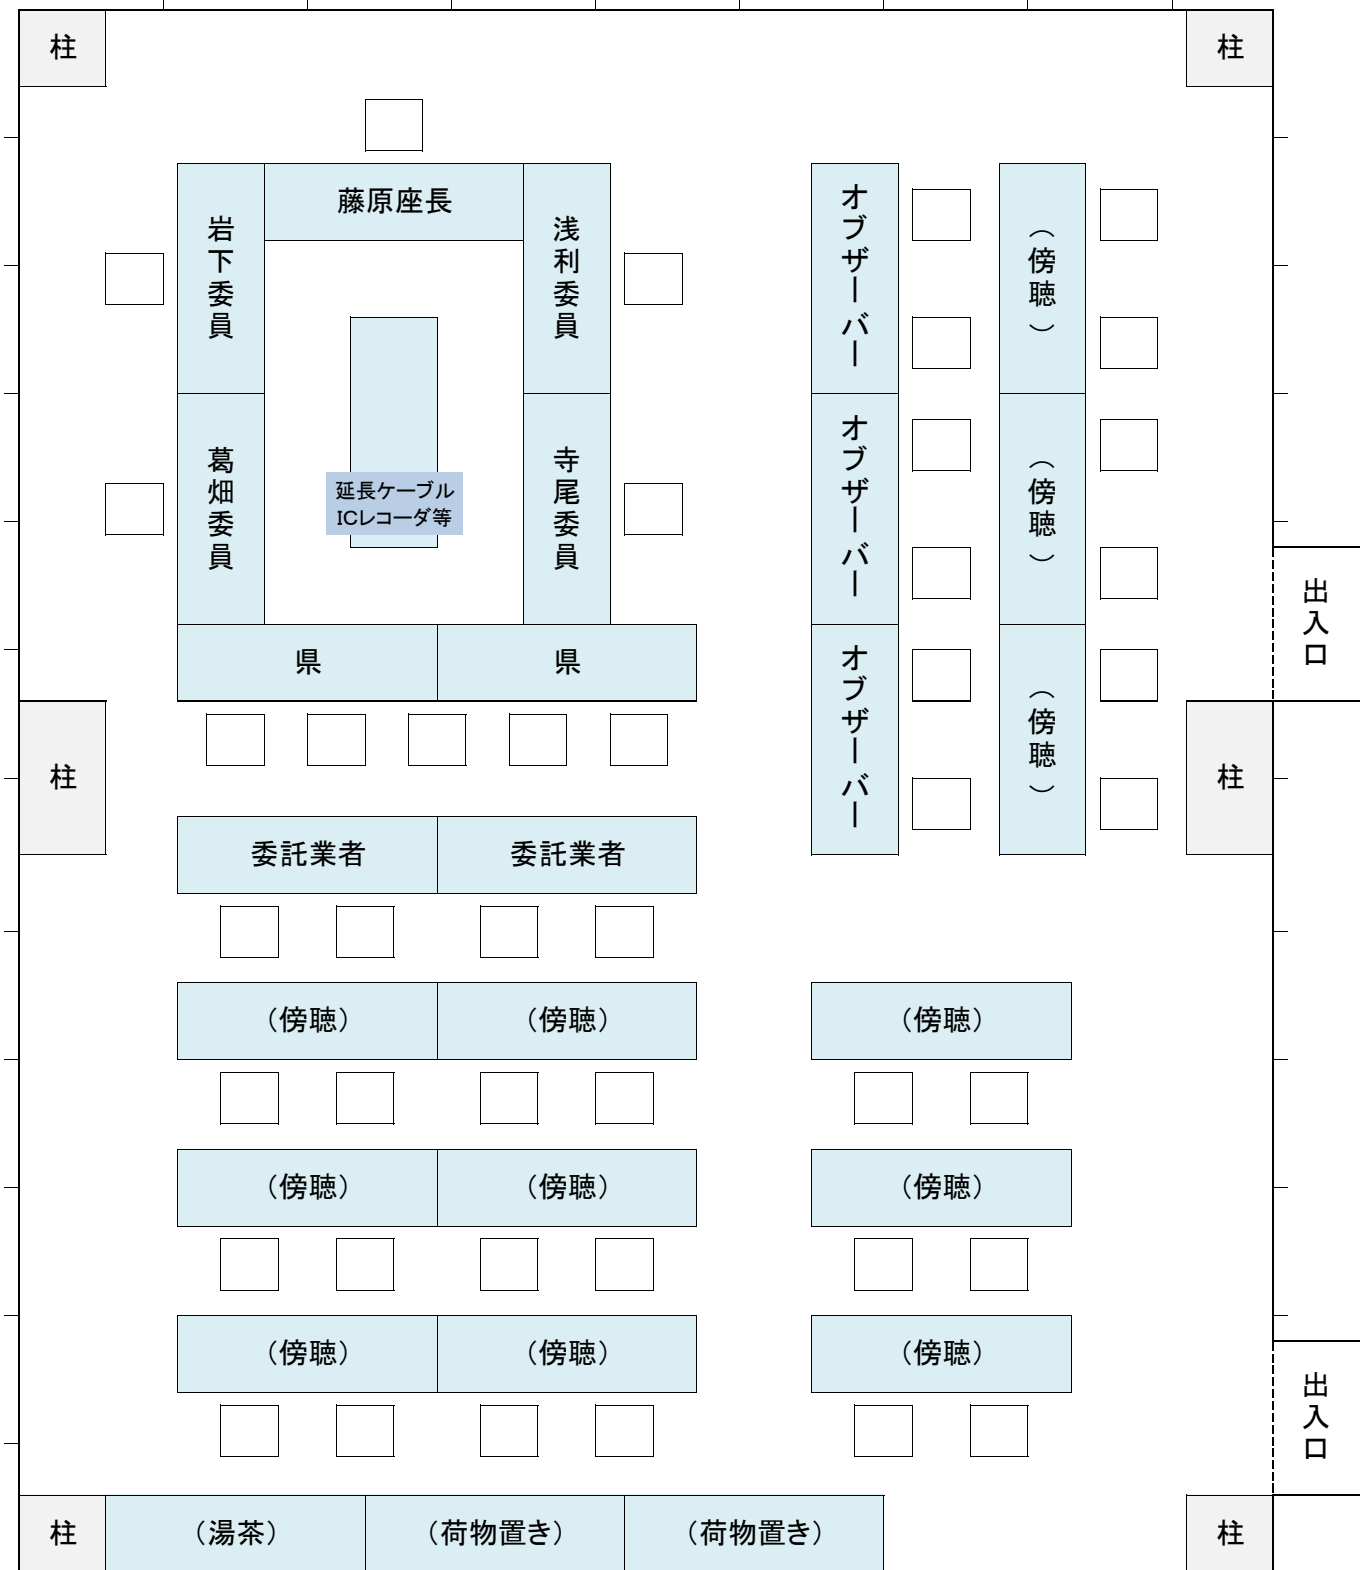 柱
柱
藤原座長
岩下委員
浅利委員
オブザーバー
（傍聴）
葛畑委員
延長ケーブル
ICレコーダ等
寺尾委員
オブザーバー
（傍聴）
出入口
県
県
オブザーバー
（傍聴）
柱
柱
委託業者
委託業者
（傍聴）
（傍聴）
（傍聴）
（傍聴）
（傍聴）
（傍聴）
（傍聴）
（傍聴）
（傍聴）
出入口
柱
（湯茶）
（荷物置き）
（荷物置き）
柱